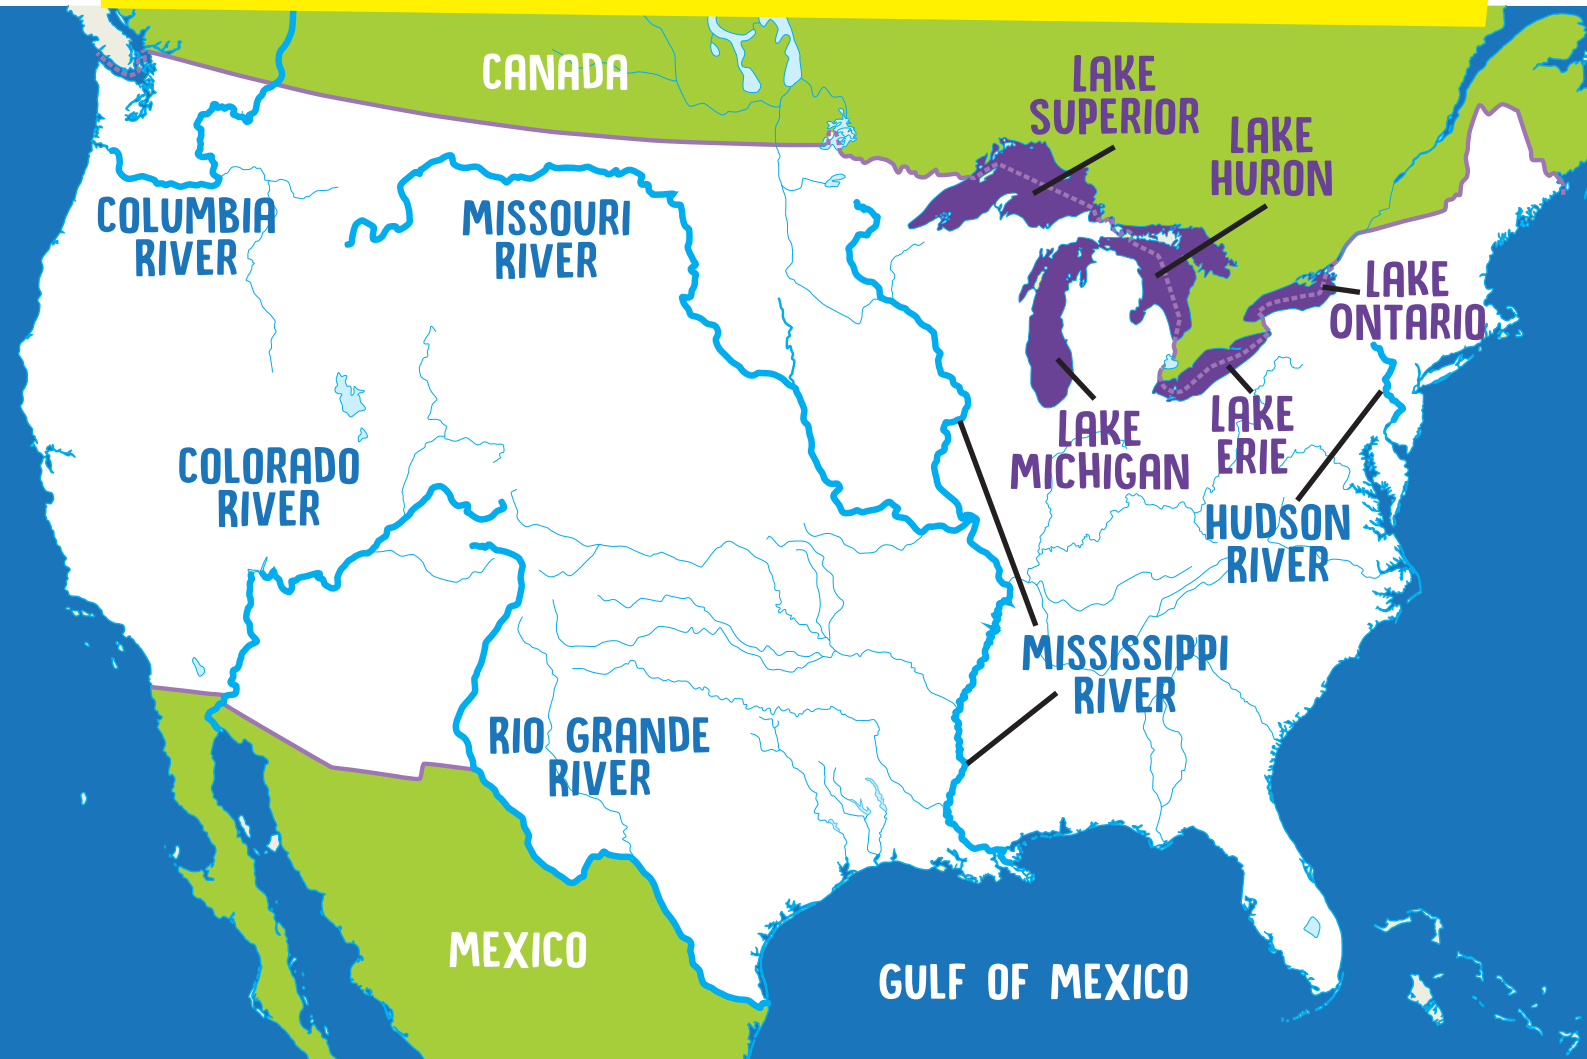 CANADA
LAKE
SUPERIOR
LAKE
HURON
COLUMBIA
RIVER
MISSOURI
RIVER
LAKE
ONTARIO
LAKE
MICHIGAN
LAKE
ERIE
COLORADO
RIVER
HUDSON
RIVER
MISSISSIPPI
RIVER
RIO GRANDE
RIVER
MEXICO
GULF OF MEXICO